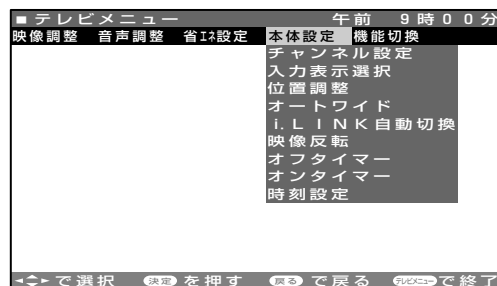 ■テレビメニュー 午前 9時00分
映像調整 音声調整 省エネ設定 本体設定 機能切換
チャンネル設定
入力表示選択
位置調整
オートワイド
i.LINK自動切換
映像反転
オフタイマー
オンタイマー
時刻設定
で選択 決定を押す 戻るで戻る テレビメニューで終了